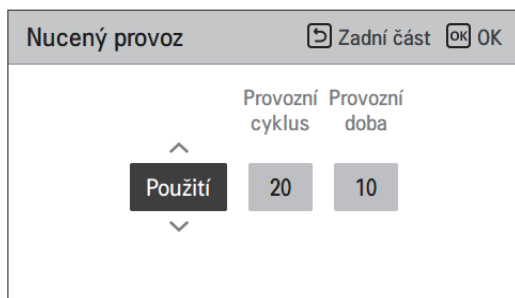 Nucený provoz ⮌ Zadní část OK OK
Provozní Provozní
cyklus doba
Použití 20 10